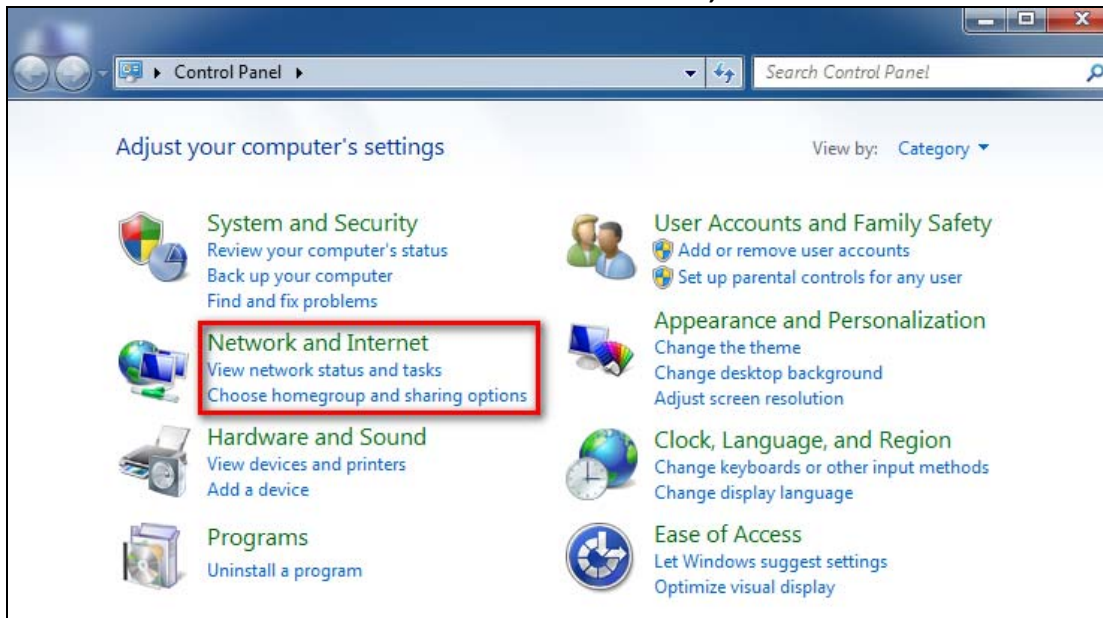 Control Panel
Search Control Panel
Adjust your computer's settings
View by: Category
System and Security
Review your computer's status
Back up your computer
Find and fix problems
Network and Internet
View network status and tasks
Choose homegroup and sharing options
Hardware and Sound
View devices and printers
Add a device
Programs
Uninstall a program
User Accounts and Family Safety
Add or remove user accounts
Set up parental controls for any user
Appearance and Personalization
Change the theme
Change desktop background
Adjust screen resolution
Clock, Language, and Region
Change keyboards or other input methods
Change display language
Ease of Access
Let Windows suggest settings
Optimize visual display